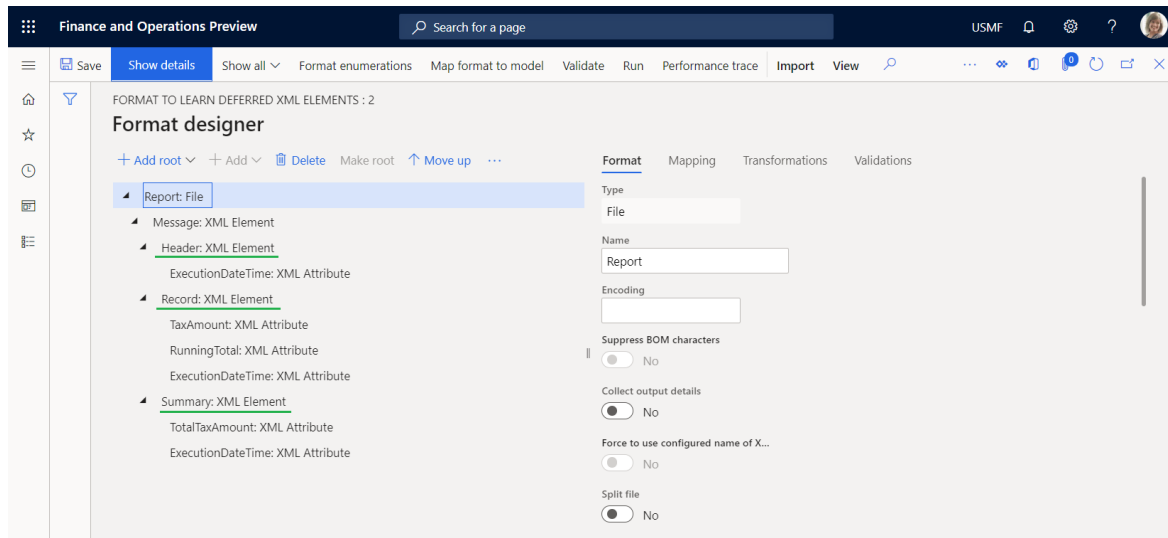 Finance and Operations Preview Search for a page USMF
Save Show details Show all Format enumerations Map format to model Validate Run Performance trace Import View 0
FORMAT TO LEARN DEFERRED XML ELEMENTS : 2
Format designer
Add root Add Delete Make root Move up ... Format Mapping Transformations Validations
Report: File
Message: XML Element
Header: XML Element
ExecutionDateTime: XML Attribute
Record: XML Element
TaxAmount: XML Attribute
RunningTotal: XML Attribute
ExecutionDateTime: XML Attribute
Summary: XML Element
TotalTaxAmount: XML Attribute
ExecutionDateTime: XML Attribute
Type
File
Name
Report
Encoding
Suppress BOM characters
No
Collect output details
No
Force to use configured name of X...
No
Split file
No